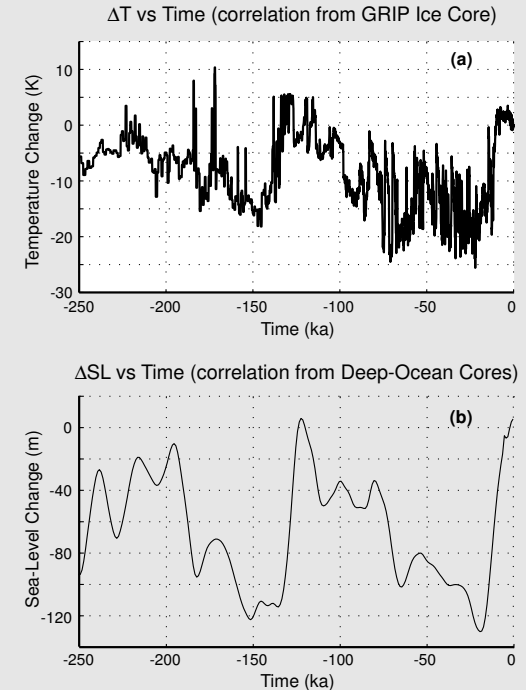 ΔT vs Time (correlation from GRIP Ice Core)
(a)
Temperature Change (K)
10
0
-10
-20
-30
-250 -200 -150 -100 -50 0
Time (ka)
ΔSL vs Time (correlation from Deep-Ocean Cores)
(b)
Sea-Level Change (m)
0
-40
-80
-120
-250 -200 -150 -100 -50 0
Time (ka)